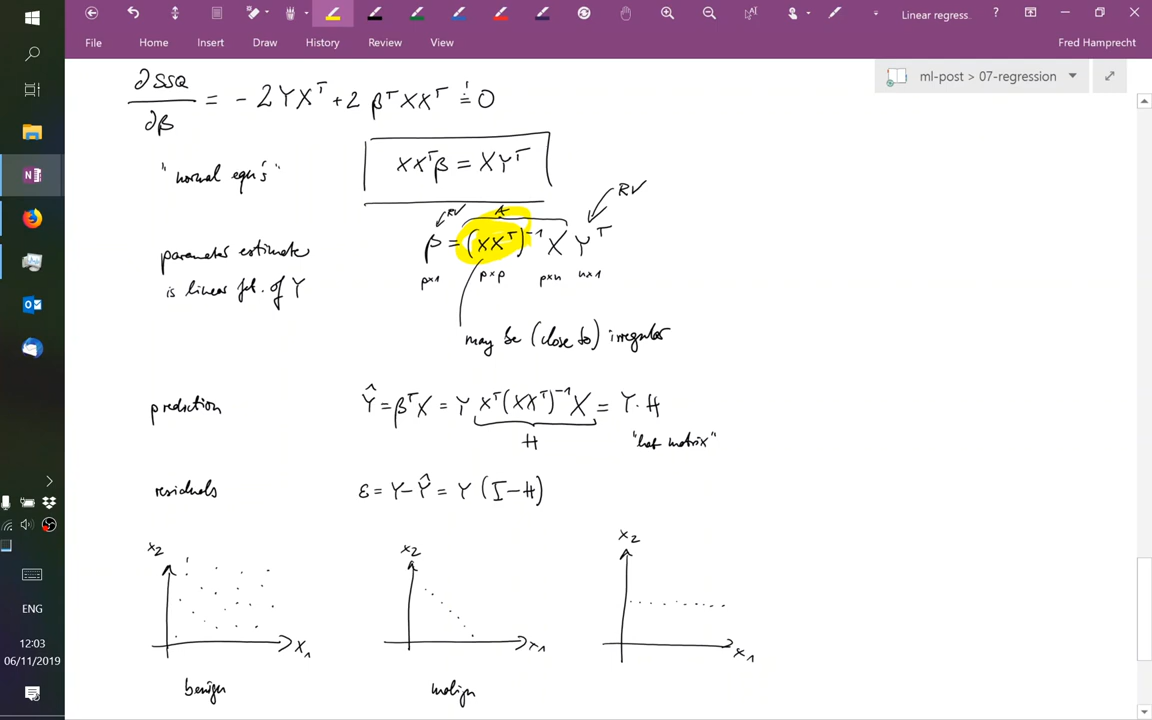 Linear regress...
File Home Insert Draw History Review View
Fred Hamprecht
ml-post > 07-regression
∂SSQ/∂β = - 2YXᵀ + 2 βᵀXXᵀ != 0
"normal eqn's" XXᵀβ = XYᵀ
RV A RV
parameter estimate β = (XXᵀ)⁻¹ X Yᵀ
p×1 p×p p×n n×1
is linear fct. of Y
may be (close to) irregular
prediction Ŷ = βᵀX = Y Xᵀ(XXᵀ)⁻¹X = Y·H
H "hat matrix"
residuals ε = Y-Ŷ = Y (I-H)
x₂ x₂ x₂
x₁ x₁ x₁
benign malign
ENG
12:03
06/11/2019